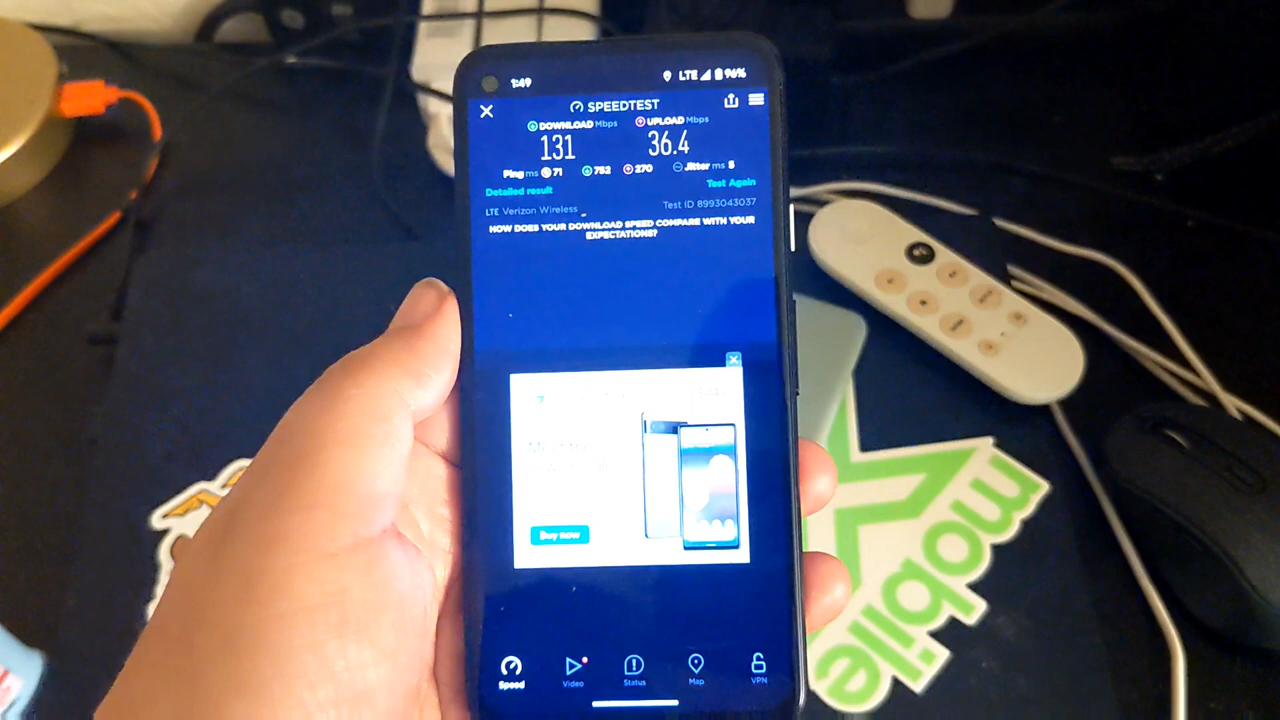 1:49 LTE 96%
SPEEDTEST
DOWNLOAD Mbps UPLOAD Mbps
131 36.4
Ping ms 71 752 270 Jitter ms 5
Detailed result Test Again
LTE Verizon Wireless Test ID 8993043037
HOW DOES YOUR DOWNLOAD SPEED COMPARE WITH YOUR
EXPECTATIONS?
Buy now
Speed Video Status Map VPN
mobile